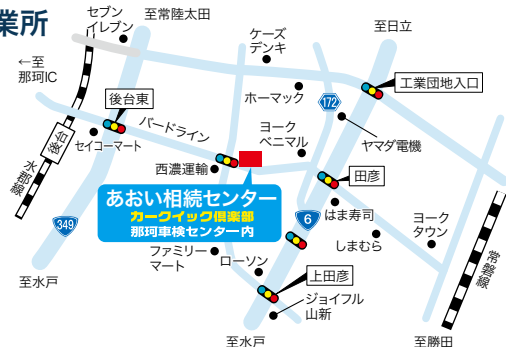 業所
セブン
イレブン
至常陸太田
ケーズ
デンキ
至日立
←至
那珂IC
ホーマック
工業団地入口
172
後台東
バードライン
セイコーマート
ヨーク
ベニマル
ヤマダ電機
後台
水郡線
西濃運輸
田彦
あおい相続センター
カークイック倶楽部
那珂車検センター内
349
6
はま寿司
ヨーク
タウン
しまむら
常磐線
ファミリー
マート
ローソン
上田彦
至水戸
ジョイフル
山新
至水戸
至勝田